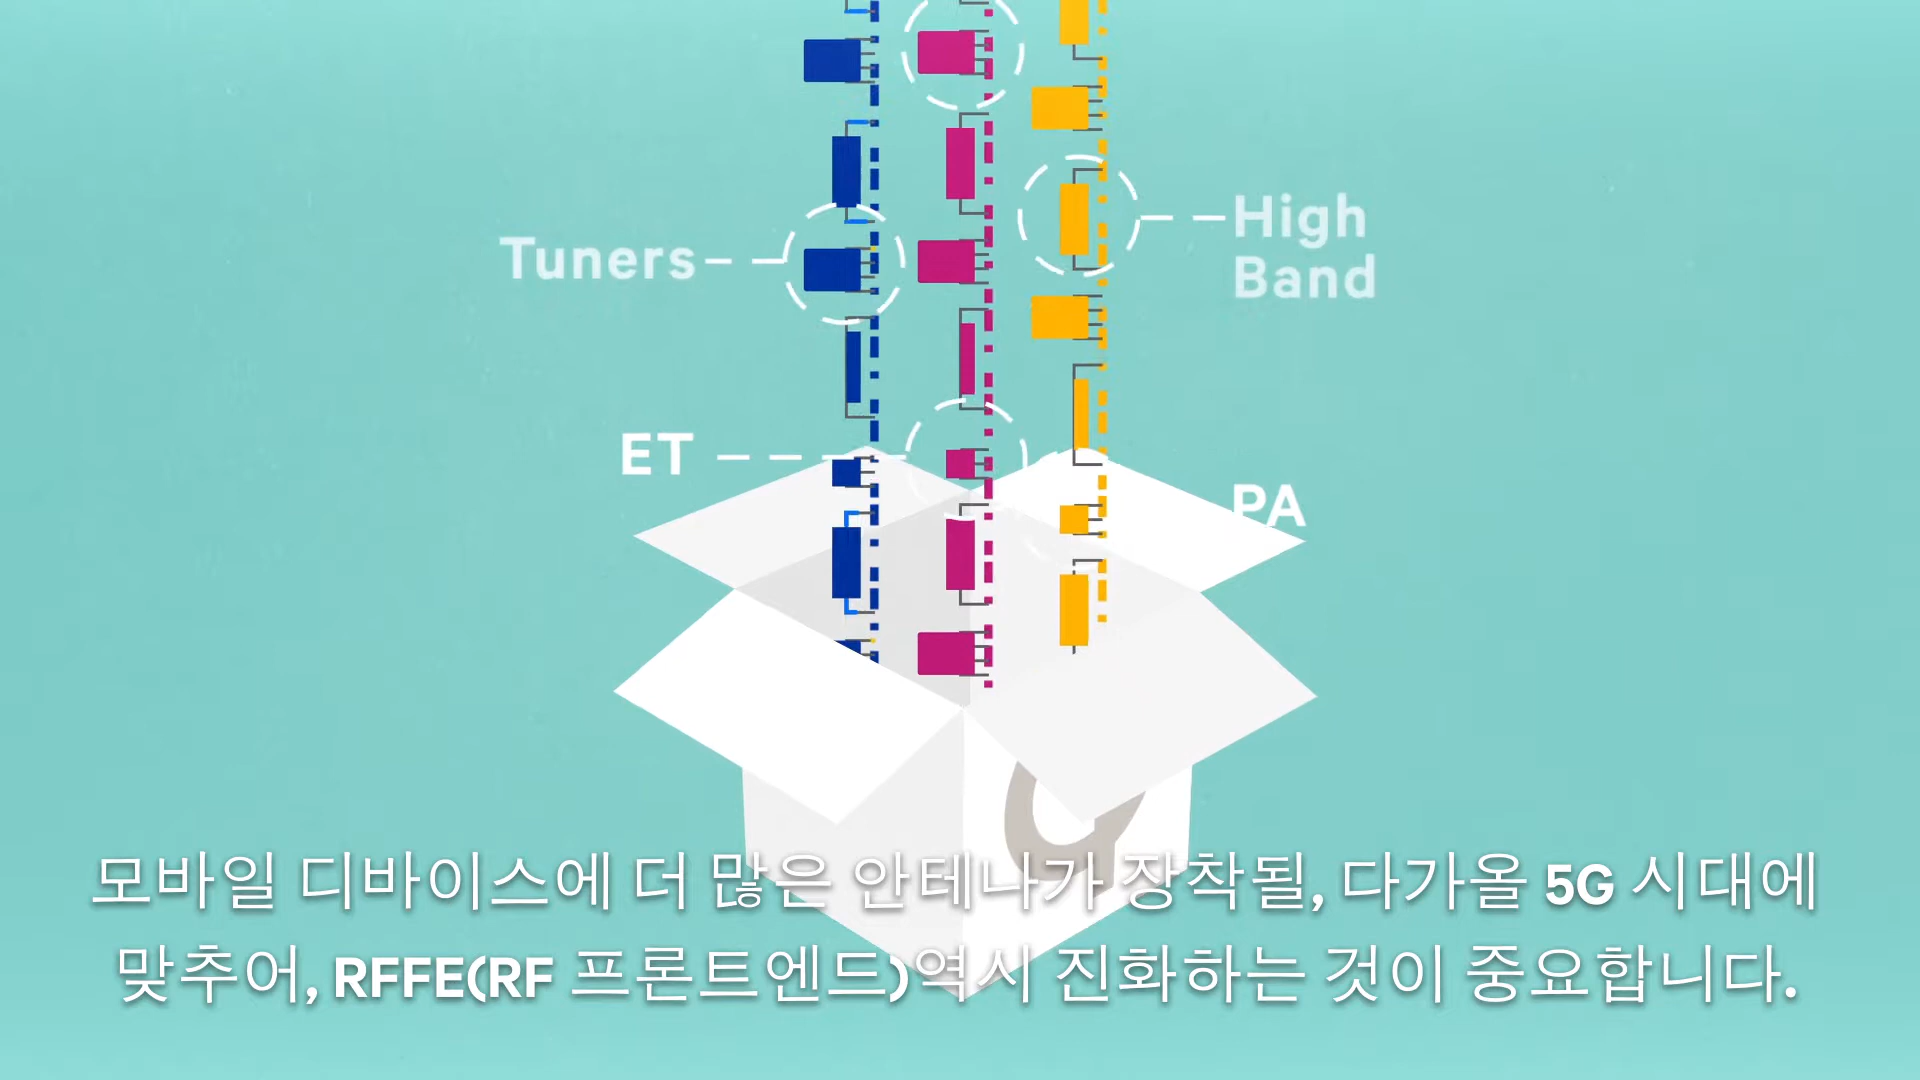 Tuners
High
Band
ET
PA
모바일 디바이스에 더 많은 안테나가 장착될, 다가올 5G 시대에
맞추어, RFFE(RF 프론트엔드)역시 진화하는 것이 중요합니다.